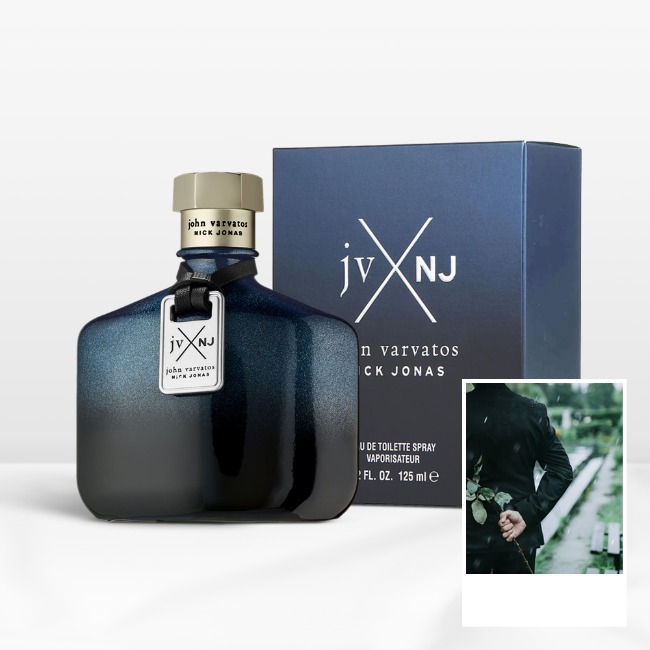 john varvatos
NICK JONAS
jv X NJ
john varvatos
NICK JONAS
jv X NJ
n varvatos
ICK JONAS
U DE TOILETTE SPRAY
VAPORISATEUR
2 FL. OZ. 125 ml ℮